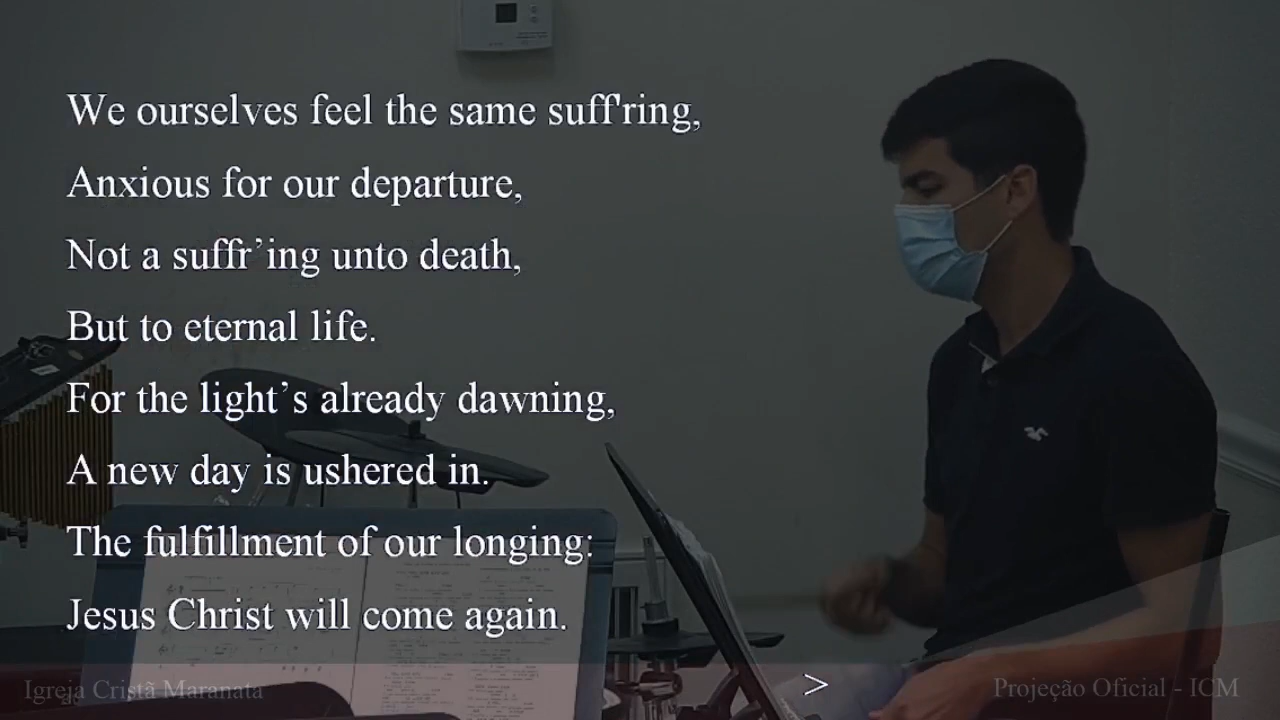 We ourselves feel the same suff'ring,
Anxious for our departure,
Not a suffr’ing unto death,
But to eternal life.
For the light’s already dawning,
A new day is ushered in.
The fulfillment of our longing:
Jesus Christ will come again.
Igreja Cristã Maranata
>
Projeção Oficial - ICM